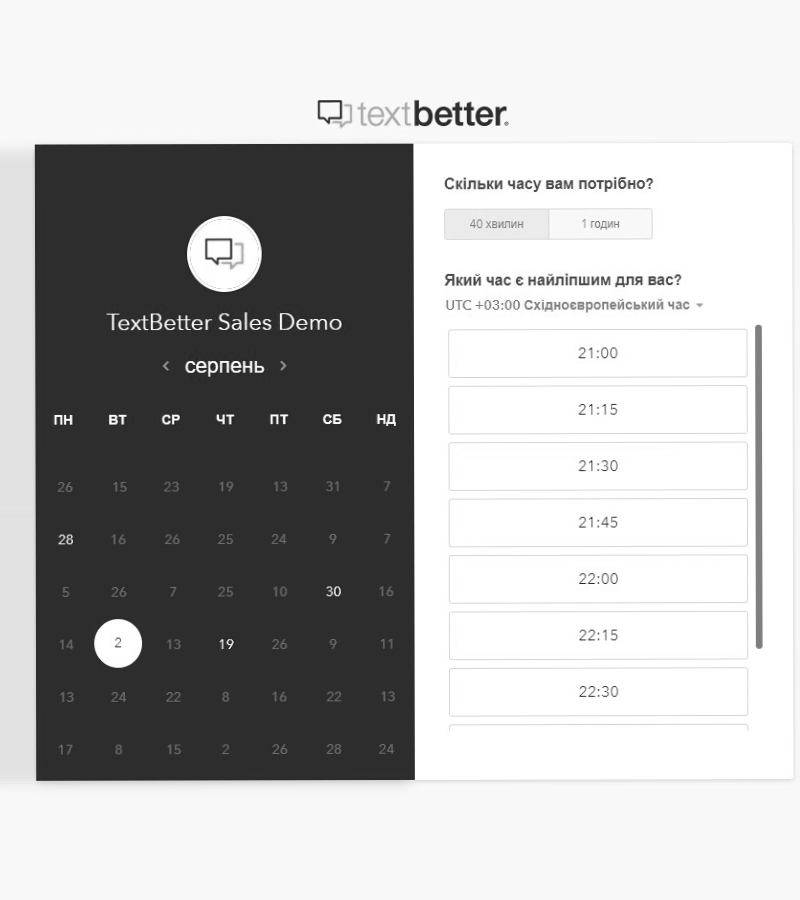 textbetter.
TextBetter Sales Demo
‹ серпень ›
ПН ВТ СР ЧТ ПТ СБ НД
26 15 23 19 13 31 7
28 16 26 25 24 9 7
5 26 7 25 10 30 16
14 2 13 19 26 9 11
13 24 22 8 16 22 13
17 8 15 2 26 28 24
Скільки часу вам потрібно?
40 хвилин 1 годин
Який час є найліпшим для вас?
UTC +03:00 Східноєвропейський час
21:00
21:15
21:30
21:45
22:00
22:15
22:30